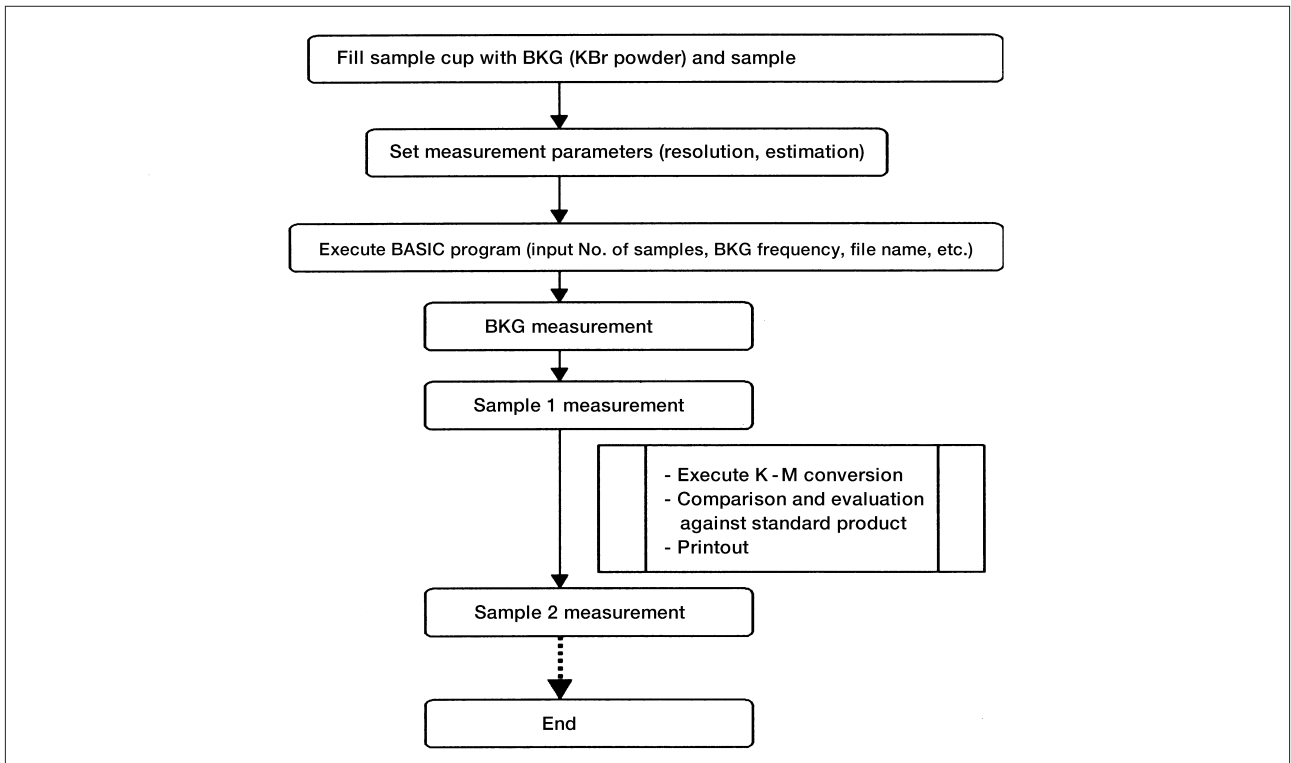 Fill sample cup with BKG (KBr powder) and sample
Set measurement parameters (resolution, estimation)
Execute BASIC program (input No. of samples, BKG frequency, file name, etc.)
BKG measurement
Sample 1 measurement
- Execute K-M conversion
- Comparison and evaluation
against standard product
- Printout
Sample 2 measurement
End